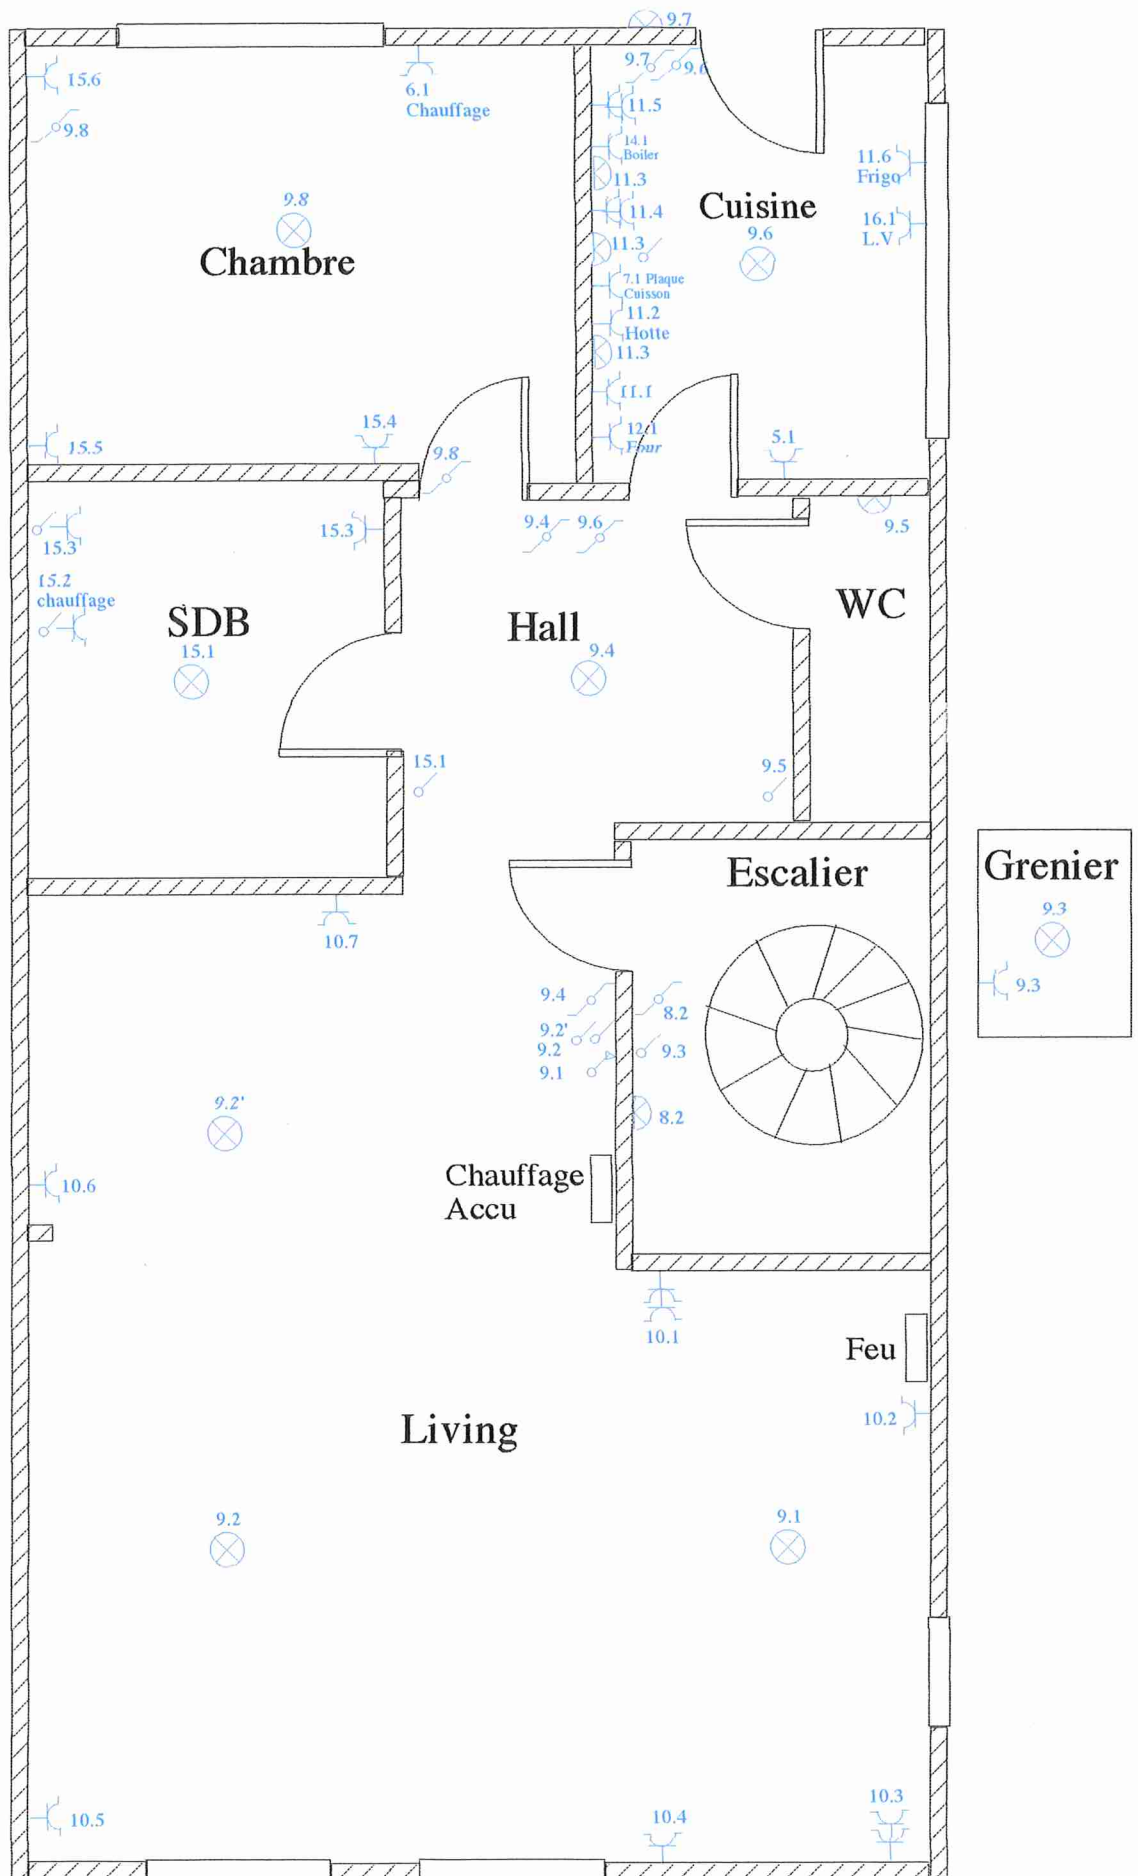 9.7
15.6
6.1
Chauffage
9.7
9.6
9.8
11.5
14.1
Boiler
11.3
11.6
Frigo
9.8
Chambre
11.4
Cuisine
9.6
16.1
L.V
11.3
7.1 Plaque
Cuisson
11.2
Hotte
11.3
11.1
15.5
15.4
9.8
12.1
Four
5.1
15.3
15.3
9.4
9.6
9.5
15.2
chauffage
SDB
15.1
Hall
9.4
WC
15.1
9.5
10.7
Escalier
Grenier
9.3
9.3
9.4
8.2
9.2'
9.2
9.3
9.1
8.2
9.2'
10.6
Chauffage
Accu
10.1
Feu
10.2
Living
9.2
9.1
10.5
10.4
10.3